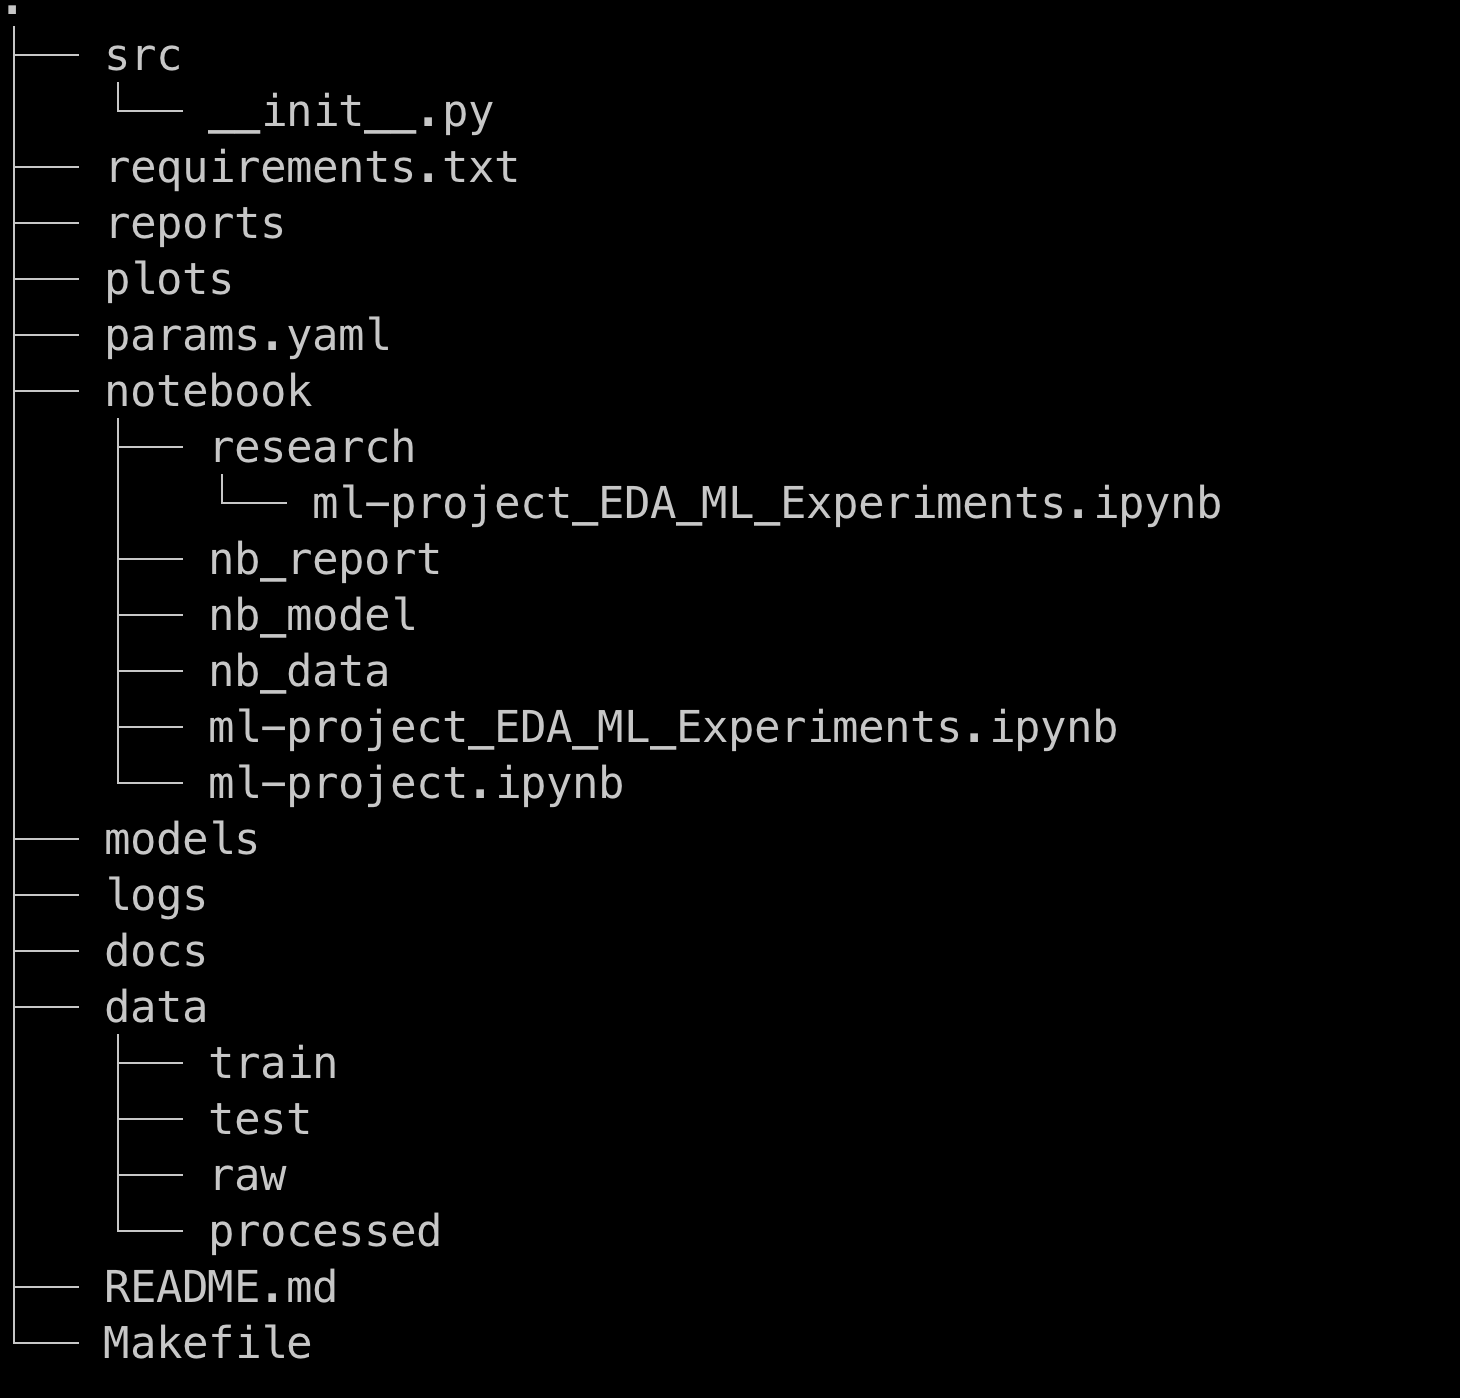 .
├── src
│   └── __init__.py
├── requirements.txt
├── reports
├── plots
├── params.yaml
├── notebook
│   ├── research
│   │   └── ml-project_EDA_ML_Experiments.ipynb
│   ├── nb_report
│   ├── nb_model
│   ├── nb_data
│   ├── ml-project_EDA_ML_Experiments.ipynb
│   └── ml-project.ipynb
├── models
├── logs
├── docs
├── data
│   ├── train
│   ├── test
│   ├── raw
│   └── processed
├── README.md
└── Makefile